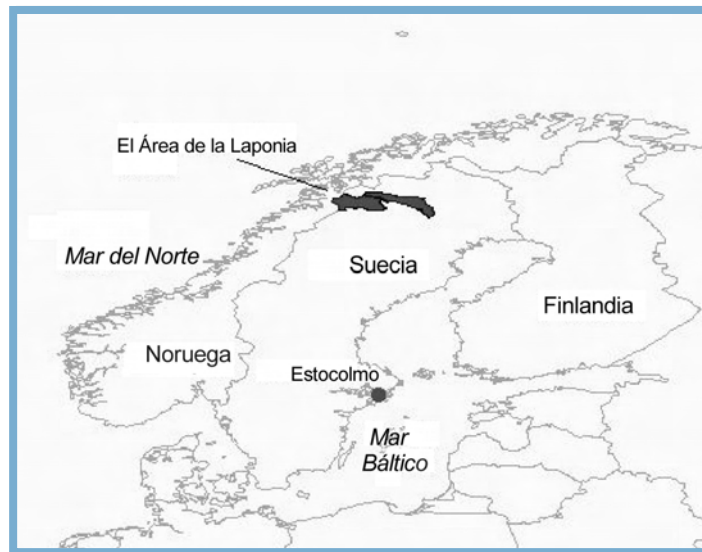 El Área de la Laponia
Mar del Norte
Suecia
Finlandia
Noruega
Estocolmo
Mar
Báltico